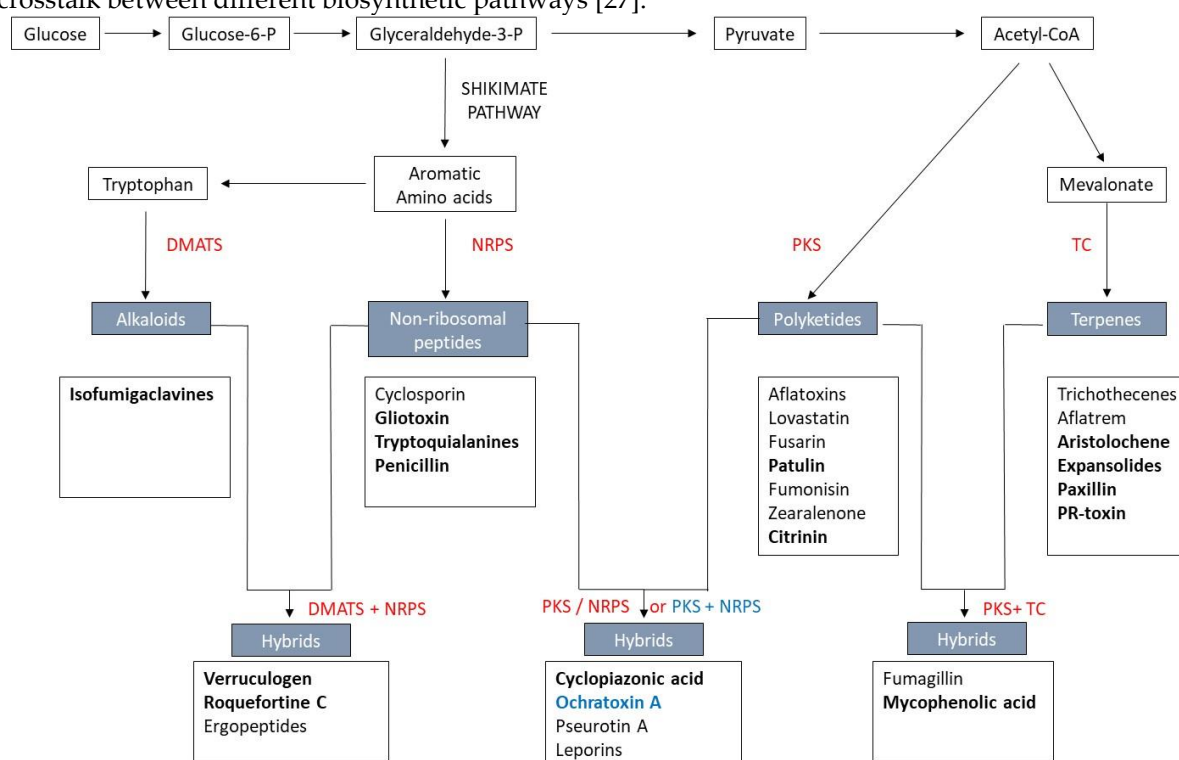 crosstalk between different biosynthetic pathways [27].
Glucose
Glucose-6-P
Glyceraldehyde-3-P
Pyruvate
Acetyl-CoA
SHIKIMATE
PATHWAY
Tryptophan
Aromatic
Amino acids
Mevalonate
DMATS
NRPS
PKS
TC
Alkaloids
Non-ribosomal
peptides
Polyketides
Terpenes
Isofumigaclavines
Cyclosporin
Gliotoxin
Tryptoquialanines
Penicillin
Aflatoxins
Lovastatin
Fusarin
Patulin
Fumonisin
Zearalenone
Citrinin
Trichothecenes
Aflatrem
Aristolochene
Expansolides
Paxillin
PR-toxin
DMATS + NRPS
PKS / NRPS or PKS + NRPS
PKS+ TC
Hybrids
Hybrids
Hybrids
Verruculogen
Roquefortine C
Ergopeptides
Cyclopiazonic acid
Ochratoxin A
Pseurotin A
Leporins
Fumagillin
Mycophenolic acid